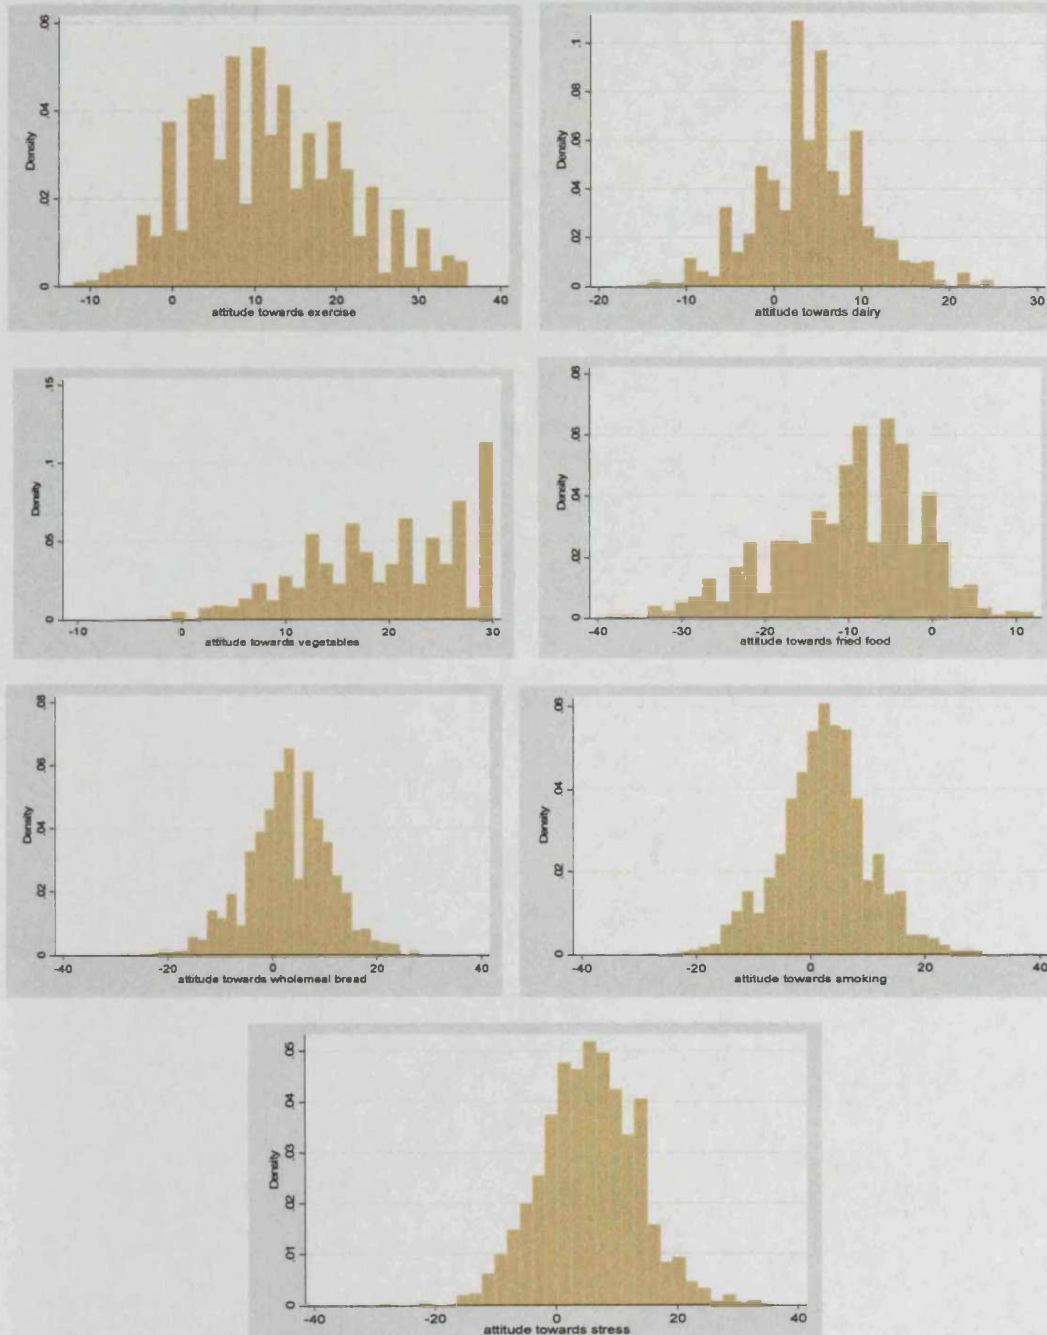 .06
.04
.02
0
Density
-10 0 10 20 30 40
attitude towards exercise
.1
.08
.06
.04
.02
0
Density
-20 -10 0 10 20 30
attitude towards dairy
.15
.1
.05
0
Density
-10 0 10 20 30
attitude towards vegetables
.08
.06
.04
.02
0
Density
-40 -30 -20 -10 0 10
attitude towards fried food
.08
.06
.04
.02
0
Density
-40 -20 0 20 40
attitude towards wholemeal bread
.06
.04
.02
0
Density
-40 -20 0 20 40
attitude towards smoking
.05
.04
.03
.02
.01
0
Density
-40 -20 0 20 40
attitude towards stress